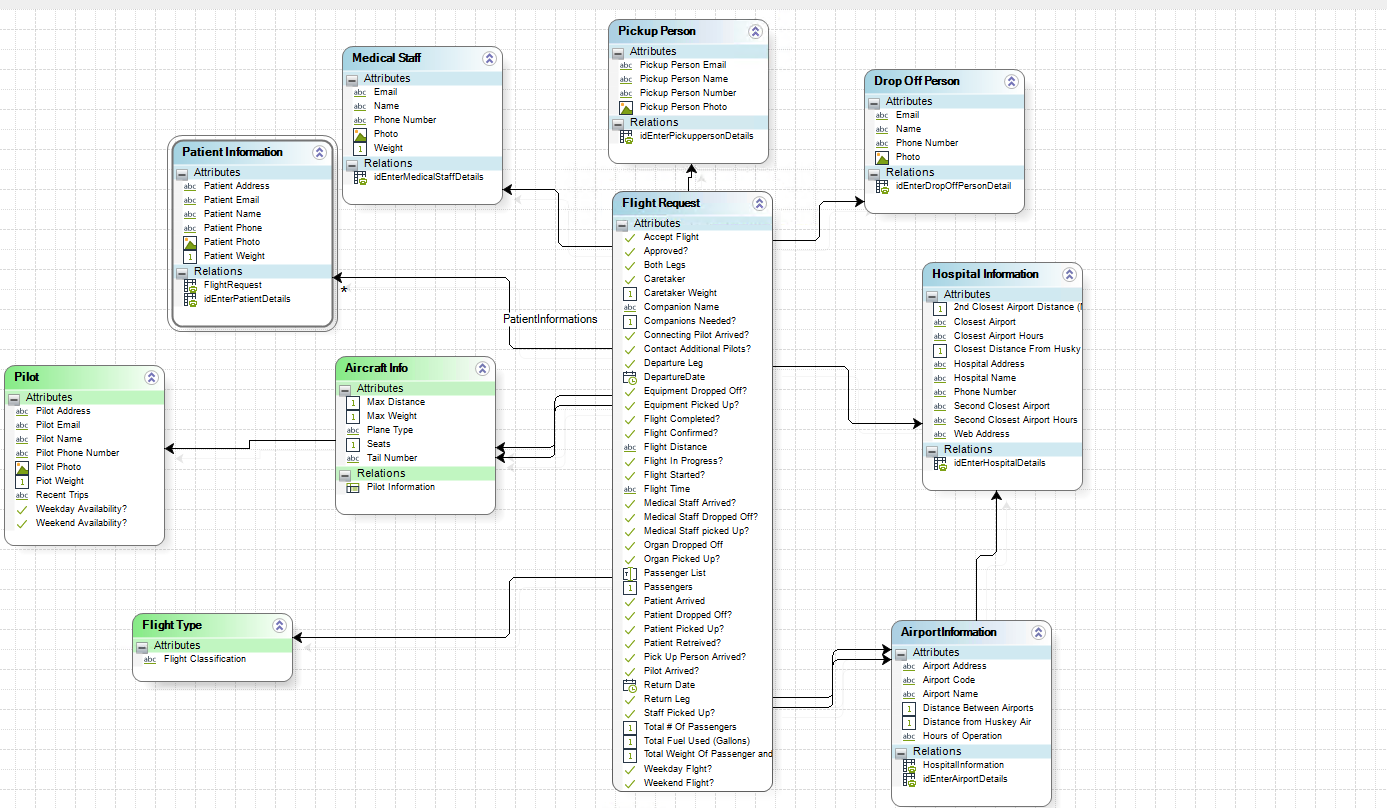 Pickup Person
Attributes
Pickup Person Email
Pickup Person Name
Pickup Person Number
Pickup Person Photo
Relations
idEnterPickuppersonDetails
Medical Staff
Attributes
Email
Name
Phone Number
Photo
Weight
Relations
idEnterMedicalStaffDetails
Drop Off Person
Attributes
Email
Name
Phone Number
Photo
Relations
idEnterDropOffPersonDetail
Patient Information
Attributes
Patient Address
Patient Email
Patient Name
Patient Phone
Patient Photo
Patient Weight
Relations
FlightRequest
idEnterPatientDetails
*
PatientInformations
Flight Request
Attributes
Accept Flight
Approved?
Both Legs
Caretaker
Caretaker Weight
Companion Name
Companions Needed?
Connecting Pilot Arrived?
Contact Additional Pilots?
Departure Leg
DepartureDate
Equipment Dropped Off?
Equipment Picked Up?
Flight Completed?
Flight Confirmed?
Flight Distance
Flight In Progress?
Flight Started?
Flight Time
Medical Staff Arrived?
Medical Staff Dropped Off?
Medical Staff picked Up?
Organ Dropped Off
Organ Picked Up?
Passenger List
Passengers
Patient Arrived
Patient Dropped Off?
Patient Picked Up?
Patient Retreived?
Pick Up Person Arrived?
Pilot Arrived?
Return Date
Return Leg
Staff Picked Up?
Total # Of Passengers
Total Fuel Used (Gallons)
Total Weight Of Passenger and
Weekday Flght?
Weekend Flight?
Hospital Information
Attributes
2nd Closest Airport Distance (
Closest Airport
Closest Airport Hours
Closest Distance From Husky
Hospital Address
Hospital Name
Phone Number
Second Closest Airport
Second Closest Airport Hours
Web Address
Relations
idEnterHospitalDetails
Pilot
Attributes
Pilot Address
Pilot Email
Pilot Name
Pilot Phone Number
Pilot Photo
Piot Weight
Recent Trips
Weekday Availability?
Weekend Availability?
Aircraft Info
Attributes
Max Distance
Max Weight
Plane Type
Seats
Tail Number
Relations
Pilot Information
Flight Type
Attributes
Flight Classification
AirportInformation
Attributes
Airport Address
Airport Code
Airport Name
Distance Between Airports
Distance from Huskey Air
Hours of Operation
Relations
HospitalInformation
idEnterAirportDetails